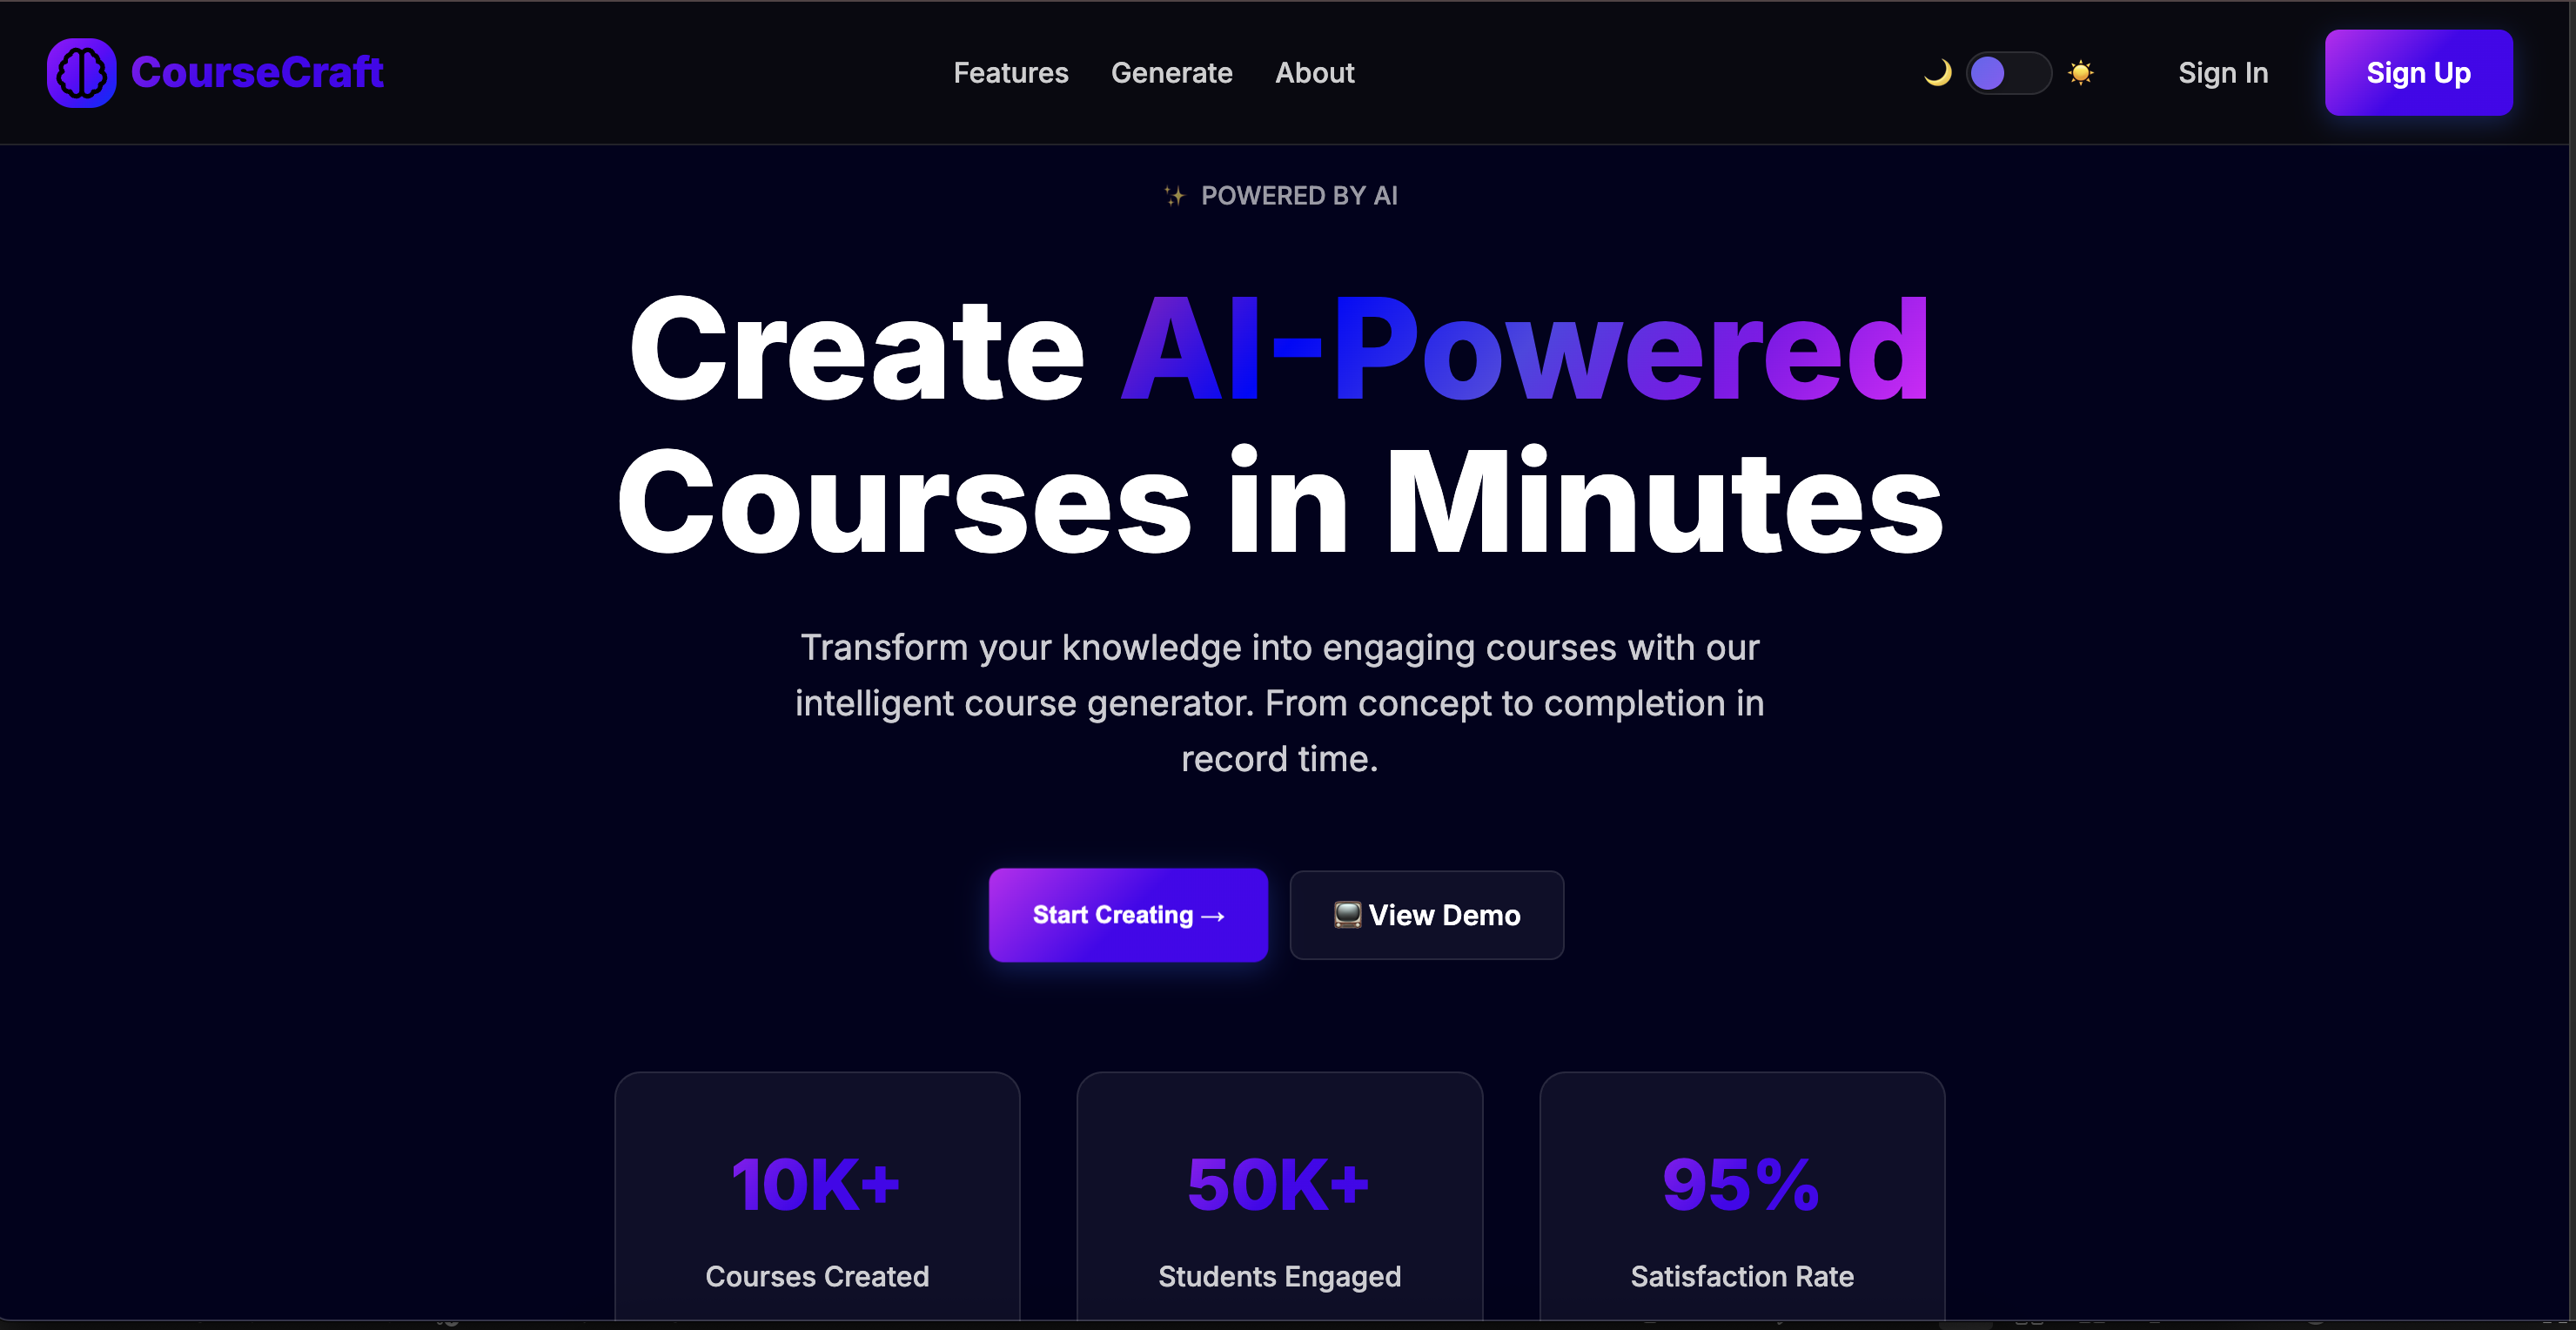 CourseCraft
Features
Generate
About
Sign In
Sign Up
POWERED BY AI
Create AI-Powered
Courses in Minutes
Transform your knowledge into engaging courses with our
intelligent course generator. From concept to completion in
record time.
Start Creating →
View Demo
10K+
50K+
95%
Courses Created
Students Engaged
Satisfaction Rate